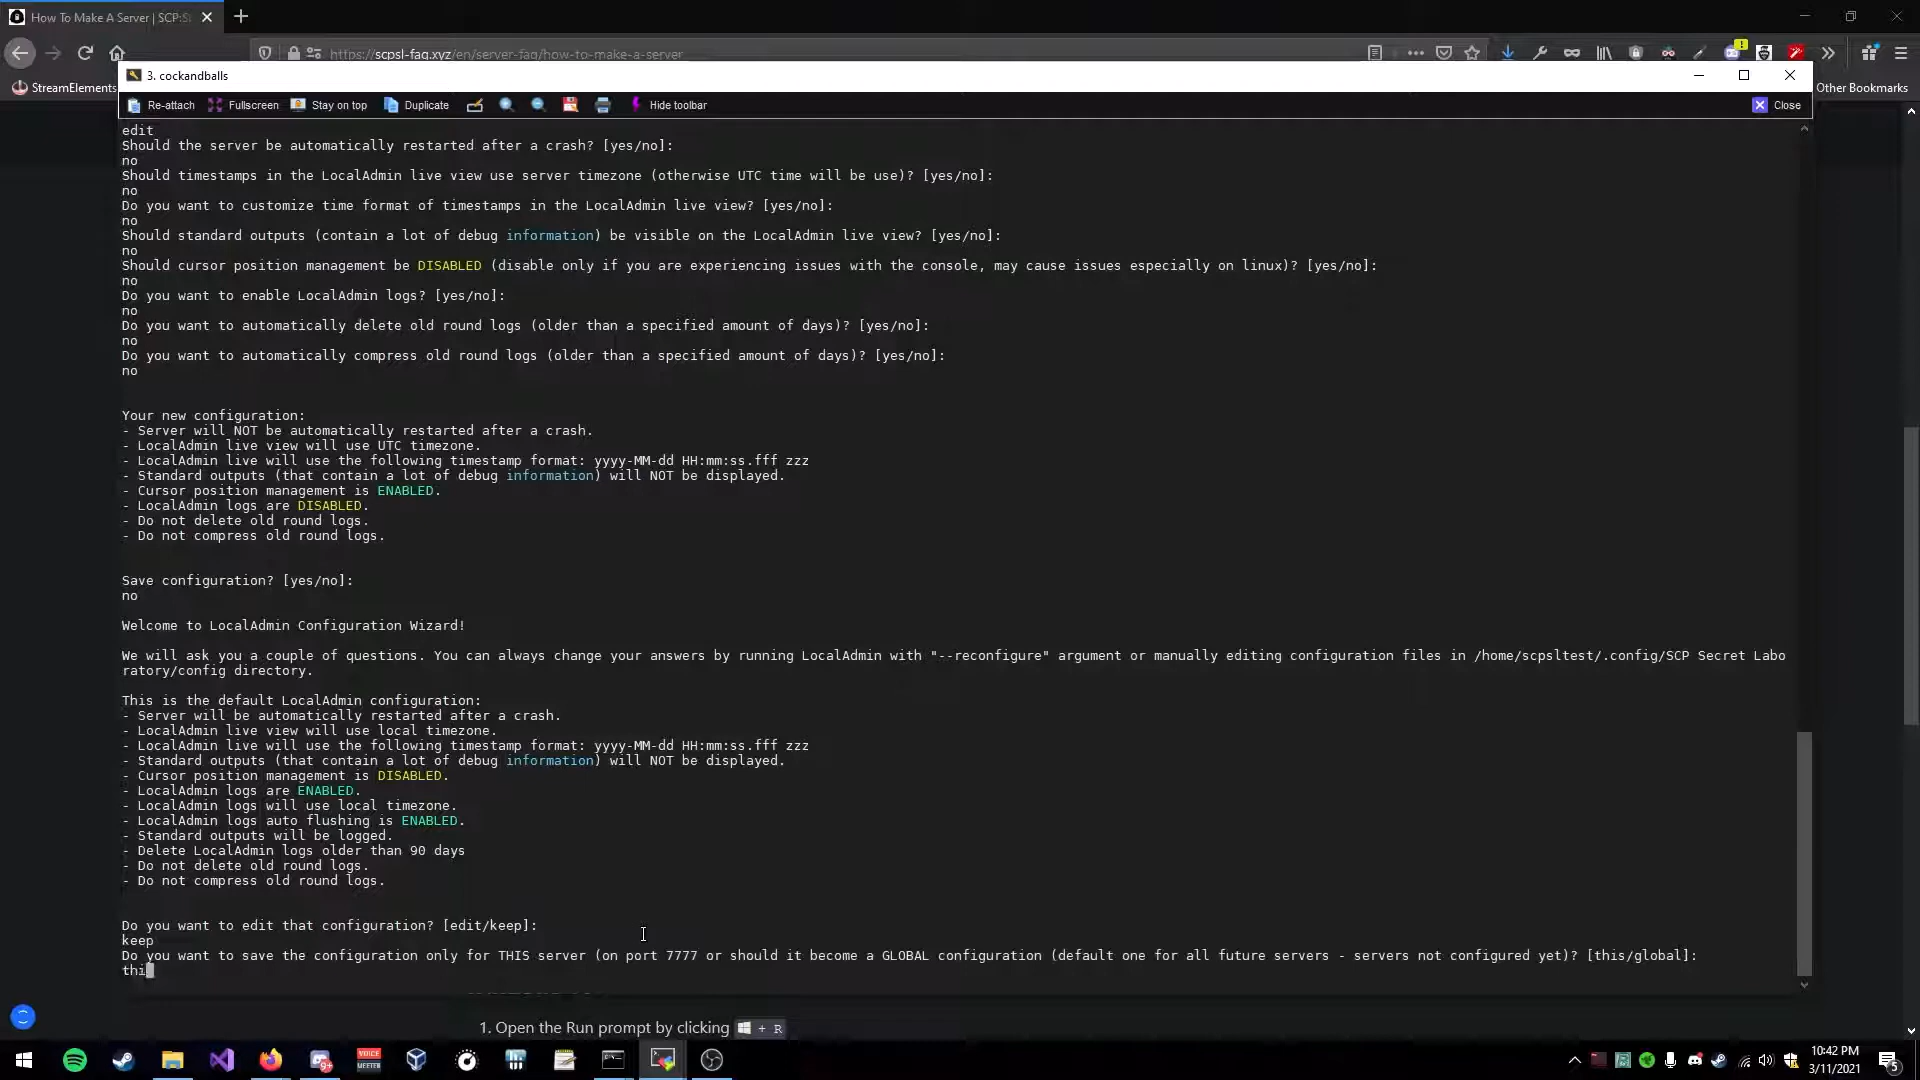 How To Make A Server | SCP:S
https://scpsl-faq.xyz/en/server-faq/how-to-make-a-server
StreamElements
Other Bookmarks
3. cockandballs
Re-attach Fullscreen Stay on top Duplicate Hide toolbar Close
edit
Should the server be automatically restarted after a crash? [yes/no]:
no
Should timestamps in the LocalAdmin live view use server timezone (otherwise UTC time will be use)? [yes/no]:
no
Do you want to customize time format of timestamps in the LocalAdmin live view? [yes/no]:
no
Should standard outputs (contain a lot of debug information) be visible on the LocalAdmin live view? [yes/no]:
no
Should cursor position management be DISABLED (disable only if you are experiencing issues with the console, may cause issues especially on linux)? [yes/no]:
no
Do you want to enable LocalAdmin logs? [yes/no]:
no
Do you want to automatically delete old round logs (older than a specified amount of days)? [yes/no]:
no
Do you want to automatically compress old round logs (older than a specified amount of days)? [yes/no]:
no
Your new configuration:
- Server will NOT be automatically restarted after a crash.
- LocalAdmin live view will use UTC timezone.
- LocalAdmin live will use the following timestamp format: yyyy-MM-dd HH:mm:ss.fff zzz
- Standard outputs (that contain a lot of debug information) will NOT be displayed.
- Cursor position management is ENABLED.
- LocalAdmin logs are DISABLED.
- Do not delete old round logs.
- Do not compress old round logs.
Save configuration? [yes/no]:
no
Welcome to LocalAdmin Configuration Wizard!
We will ask you a couple of questions. You can always change your answers by running LocalAdmin with "--reconfigure" argument or manually editing configuration files in /home/scpsltest/.config/SCP Secret Labo
ratory/config directory.
This is the default LocalAdmin configuration:
- Server will be automatically restarted after a crash.
- LocalAdmin live view will use local timezone.
- LocalAdmin live will use the following timestamp format: yyyy-MM-dd HH:mm:ss.fff zzz
- Standard outputs (that contain a lot of debug information) will NOT be displayed.
- Cursor position management is DISABLED.
- LocalAdmin logs are ENABLED.
- LocalAdmin logs will use local timezone.
- LocalAdmin logs auto flushing is ENABLED.
- Standard outputs will be logged.
- Delete LocalAdmin logs older than 90 days
- Do not delete old round logs.
- Do not compress old round logs.
Do you want to edit that configuration? [edit/keep]:
keep
Do you want to save the configuration only for THIS server (on port 7777 or should it become a GLOBAL configuration (default one for all future servers - servers not configured yet)? [this/global]:
thi
1. Open the Run prompt by clicking + R
VOICE
MEETER
9+
10:42 PM
3/11/2021
5